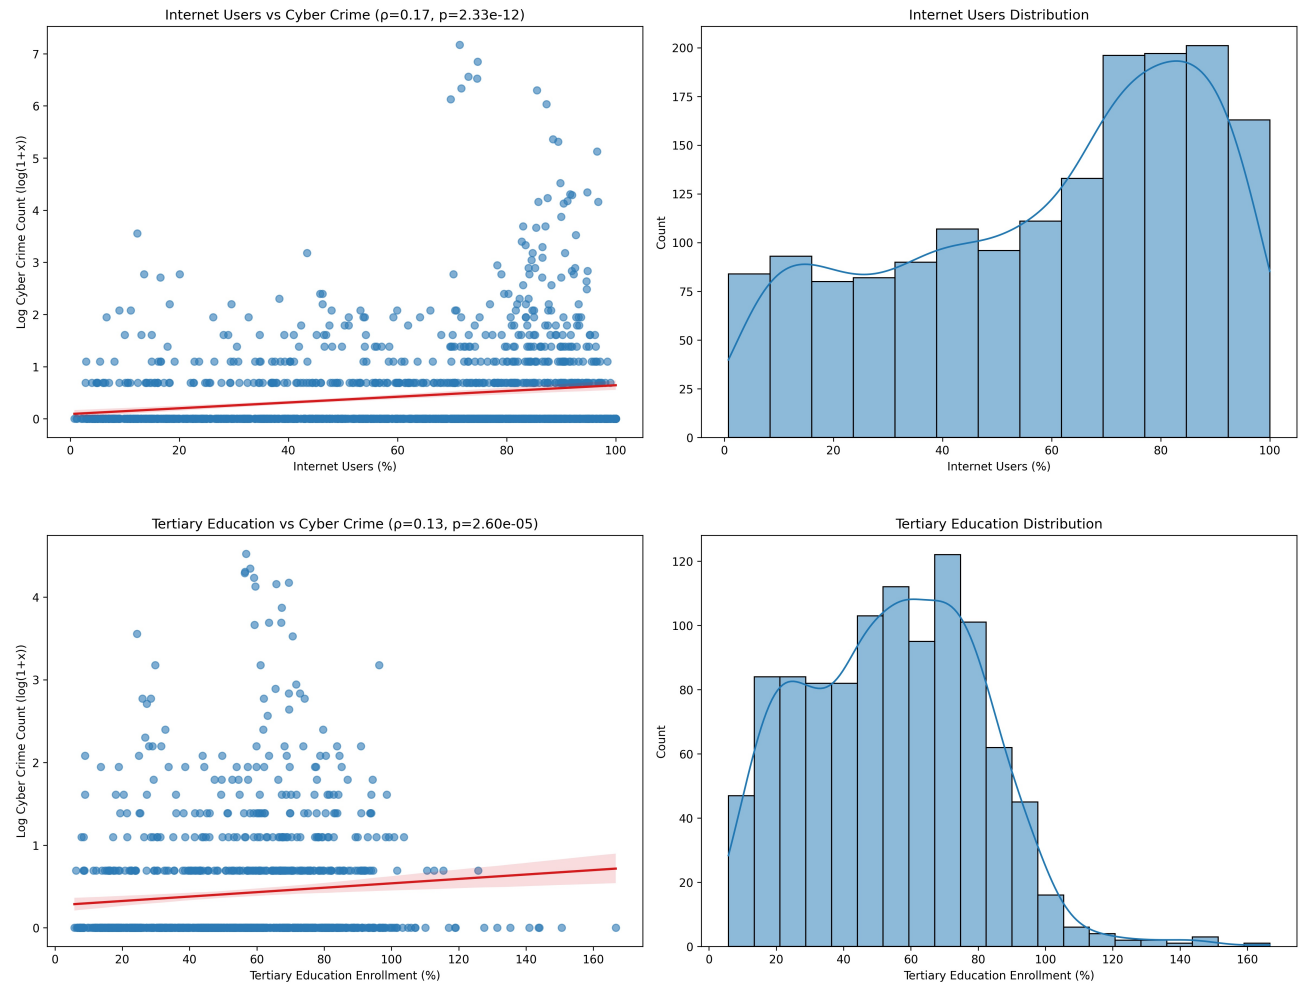 Internet Users vs Cyber Crime (ρ=0.17, p=2.33e-12)
Log Cyber Crime Count (log(1+x))
7
6
5
4
3
2
1
0
0 20 40 60 80 100
Internet Users (%)
Internet Users Distribution
Count
200
175
150
125
100
75
50
25
0
0 20 40 60 80 100
Internet Users (%)
Tertiary Education vs Cyber Crime (ρ=0.13, p=2.60e-05)
Log Cyber Crime Count (log(1+x))
4
3
2
1
0
0 20 40 60 80 100 120 140 160
Tertiary Education Enrollment (%)
Tertiary Education Distribution
Count
120
100
80
60
40
20
0
0 20 40 60 80 100 120 140 160
Tertiary Education Enrollment (%)